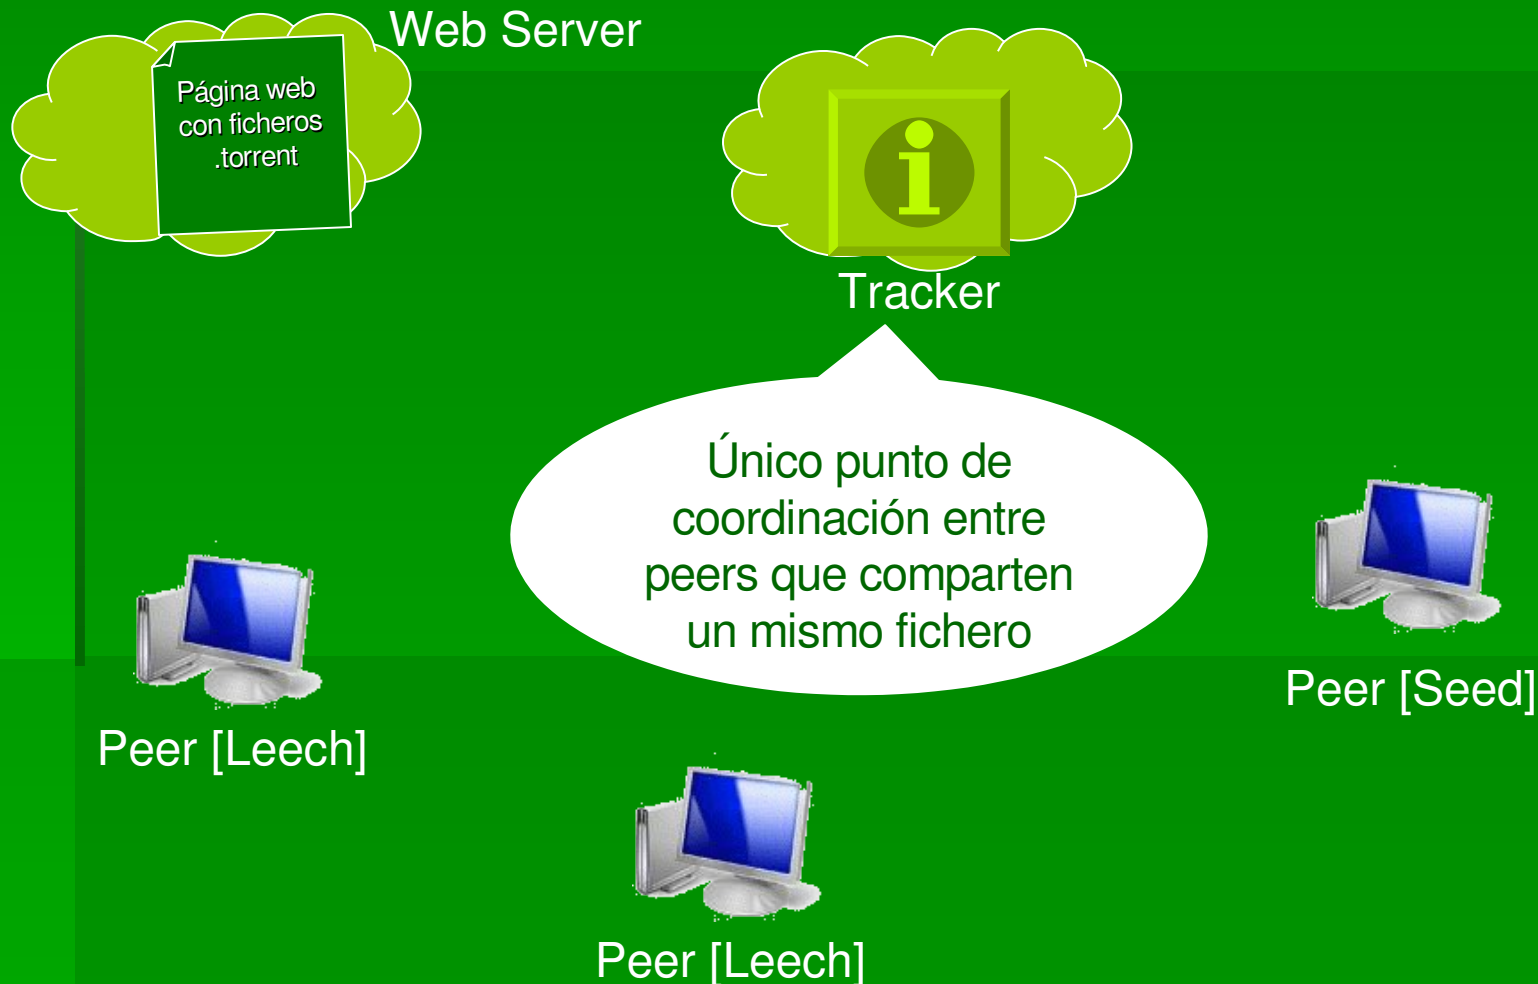 Web Server
Página web
con ficheros
.torrent
Tracker
Único punto de
coordinación entre
peers que comparten
un mismo fichero
Peer [Seed]
Peer [Leech]
Peer [Leech]